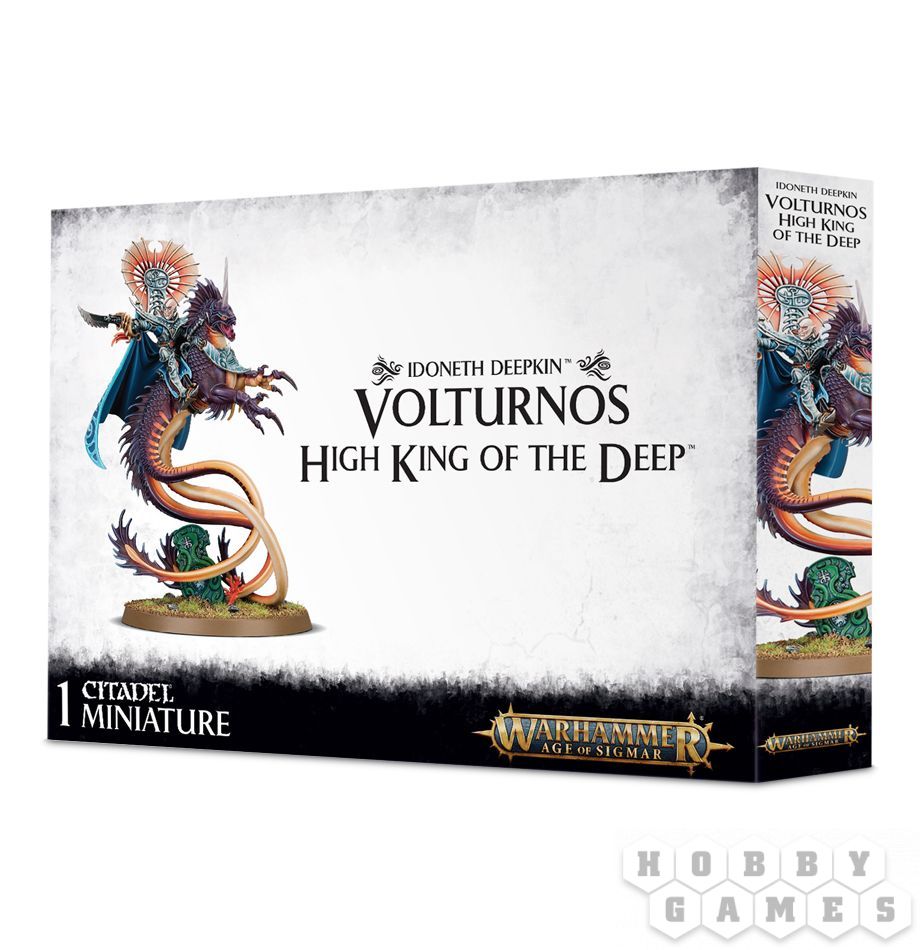 IDONETH DEEPKIN™
VOLTURNOS
HIGH KING OF THE DEEP™
1 CITADEL®
MINIATURE
WARHAMMER®
AGE OF SIGMAR
IDONETH DEEPKIN
VOLTURNOS
HIGH KING
OF THE DEEP
WARHAMMER
AGE OF SIGMAR
HOBBY
GAMES